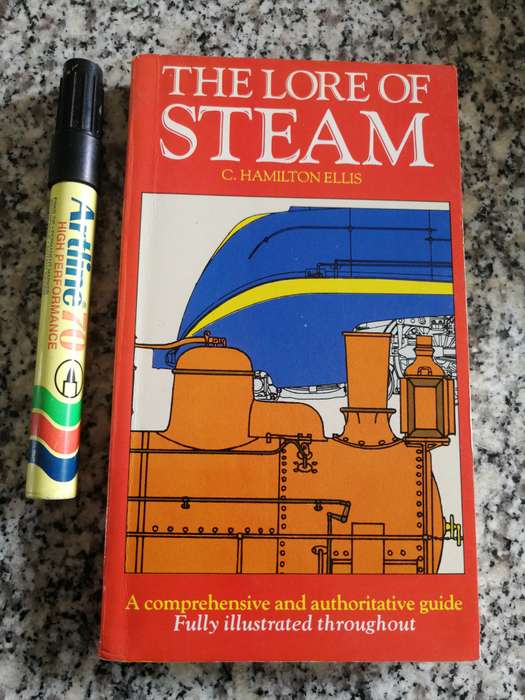 THE LORE OF
STEAM
C. HAMILTON ELLIS
A comprehensive and authoritative guide
Fully illustrated throughout
Artline 70
HIGH PERFORMANCE